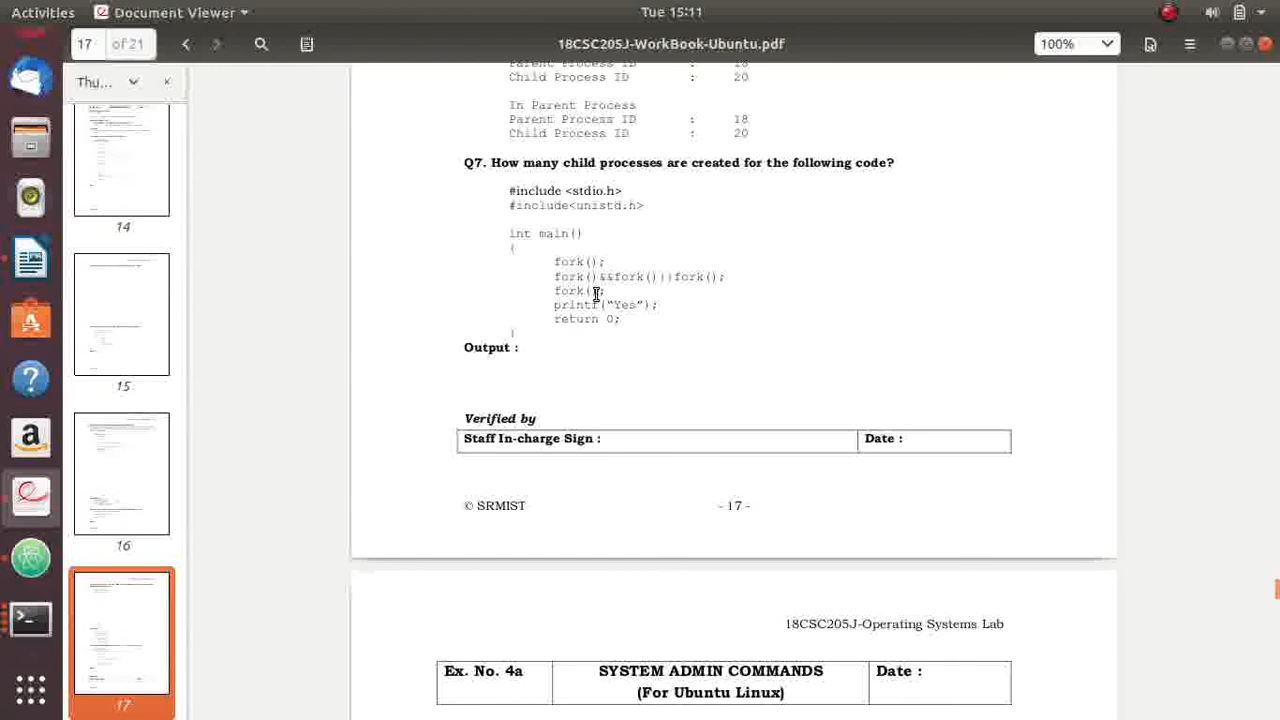 Activities Document Viewer Tue 15:11
17 of 21 18CSC205J-WorkBook-Ubuntu.pdf 100%
Thu...
14
15
16
17
Parent Process ID : 18
Child Process ID : 20
In Parent Process
Parent Process ID : 18
Child Process ID : 20
Q7. How many child processes are created for the following code?
#include <stdio.h>
#include<unistd.h>
int main()
{
fork();
fork()&&fork()||fork();
fork();
printf("Yes");
return 0;
}
Output :
Verified by
Staff In-charge Sign : Date :
© SRMIST - 17 -
18CSC205J-Operating Systems Lab
Ex. No. 4a SYSTEM ADMIN COMMANDS Date :
(For Ubuntu Linux)